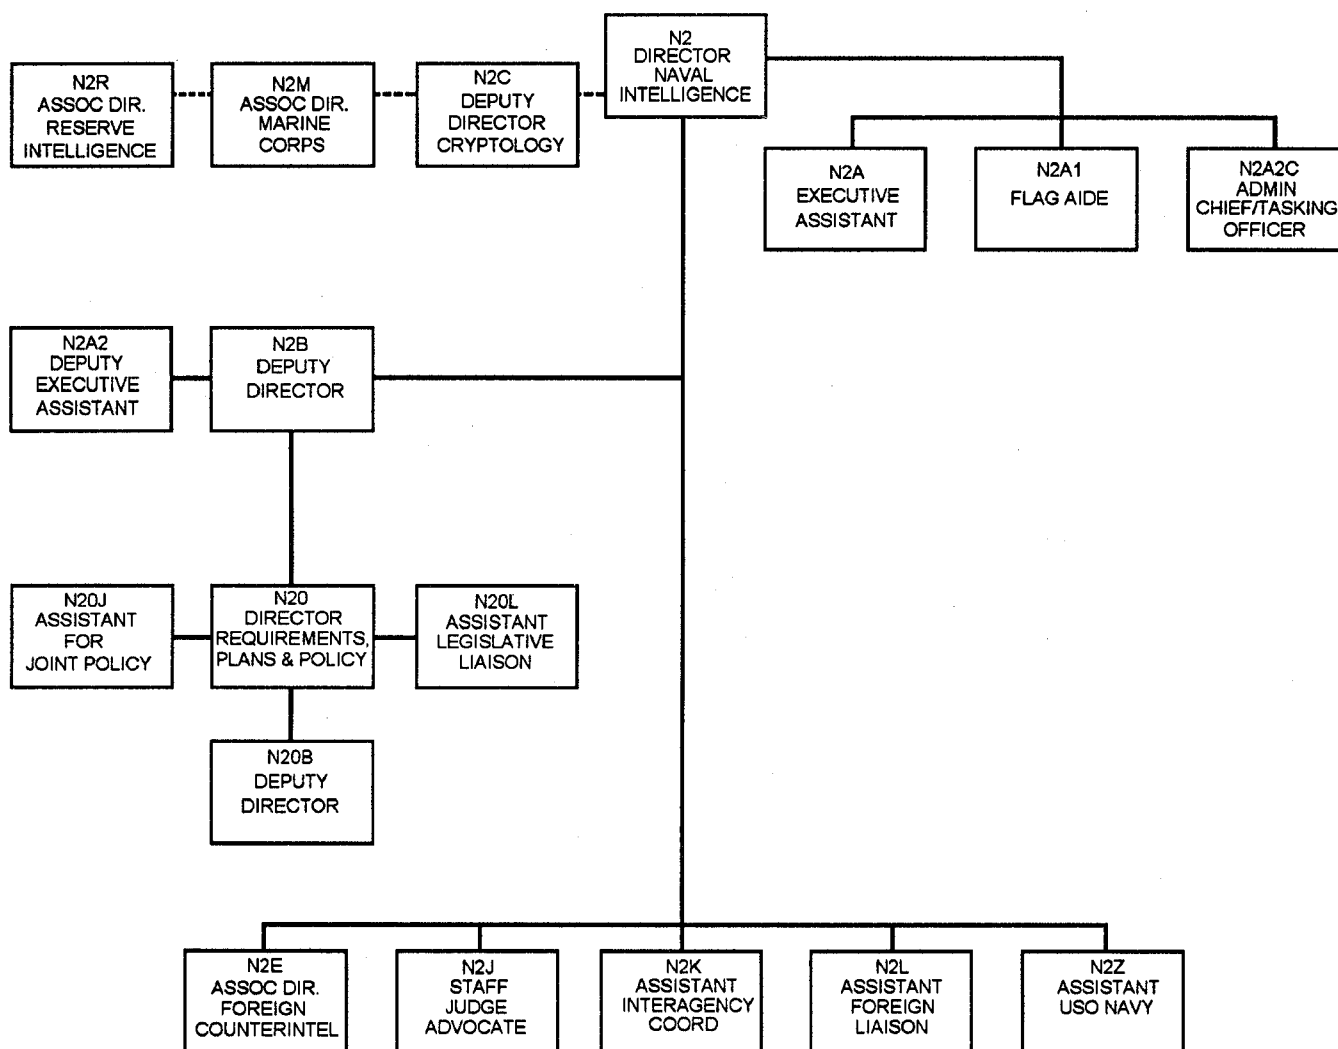 N2
DIRECTOR
NAVAL
INTELLIGENCE
N2R
ASSOC DIR.
RESERVE
INTELLIGENCE
N2M
ASSOC DIR.
MARINE
CORPS
N2C
DEPUTY
DIRECTOR
CRYPTOLOGY
N2A
EXECUTIVE
ASSISTANT
N2A1
FLAG AIDE
N2A2C
ADMIN
CHIEF/TASKING
OFFICER
N2A2
DEPUTY
EXECUTIVE
ASSISTANT
N2B
DEPUTY
DIRECTOR
N20J
ASSISTANT
FOR
JOINT POLICY
N20
DIRECTOR
REQUIREMENTS,
PLANS & POLICY
N20L
ASSISTANT
LEGISLATIVE
LIAISON
N20B
DEPUTY
DIRECTOR
N2E
ASSOC DIR.
FOREIGN
COUNTERINTEL
N2J
STAFF
JUDGE
ADVOCATE
N2K
ASSISTANT
INTERAGENCY
COORD
N2L
ASSISTANT
FOREIGN
LIAISON
N2Z
ASSISTANT
USO NAVY